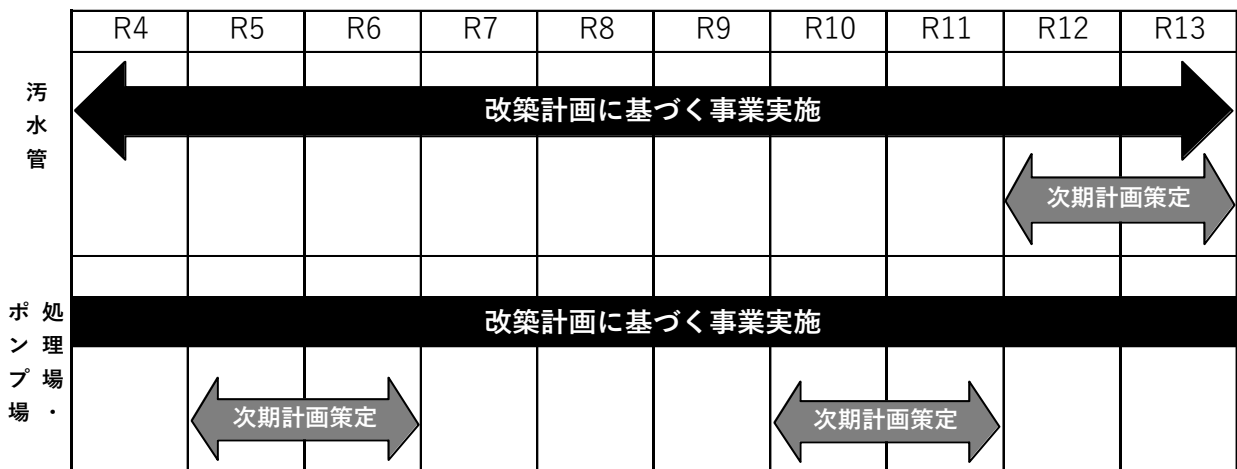 R4 R5 R6 R7 R8 R9 R10 R11 R12 R13
汚水管
改築計画に基づく事業実施
次期計画策定
処理場・
ポンプ場
改築計画に基づく事業実施
次期計画策定 次期計画策定